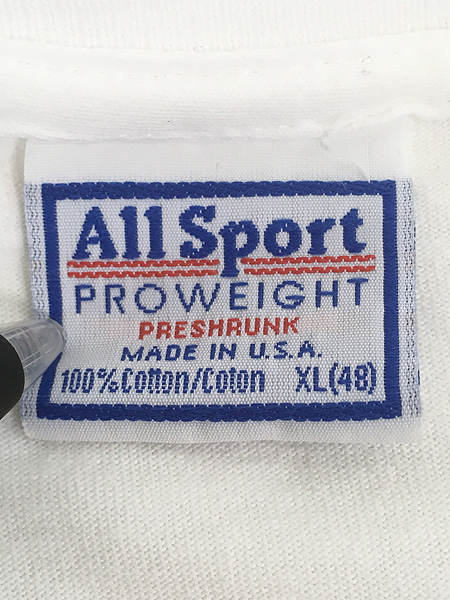 All Sport
PROWEIGHT
PRESHRUNK
MADE IN U.S.A.
100% Cotton/Coton XL(48)